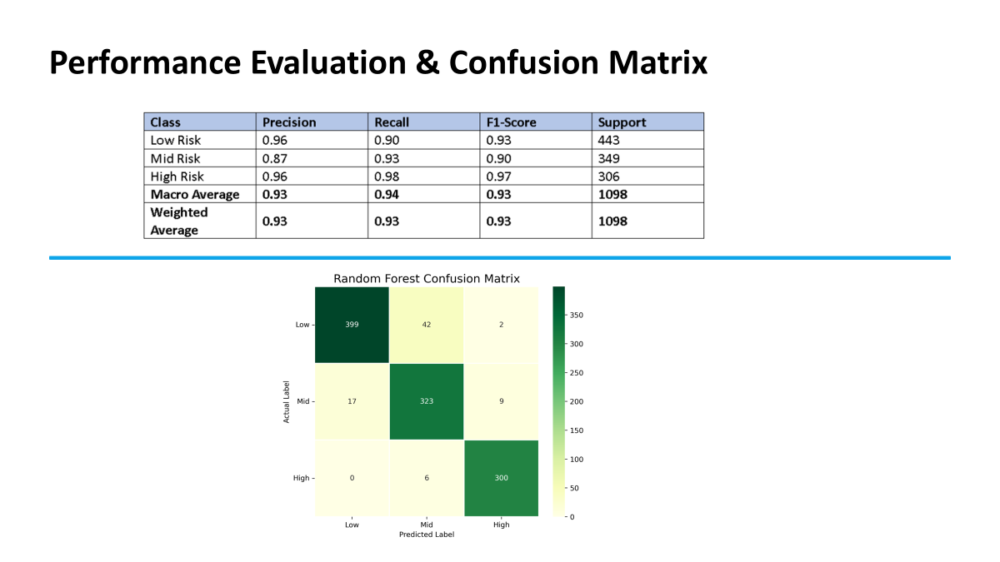 Performance Evaluation & Confusion Matrix
Class Precision Recall F1-Score Support
Low Risk 0.96 0.90 0.93 443
Mid Risk 0.87 0.93 0.90 349
High Risk 0.96 0.98 0.97 306
Macro Average 0.93 0.94 0.93 1098
Weighted
Average 0.93 0.93 0.93 1098
Random Forest Confusion Matrix
Low 399 42 2
Mid 17 323 9
High 0 6 300
Low Mid High
Predicted Label
Actual Label
350
300
250
200
150
100
50
0